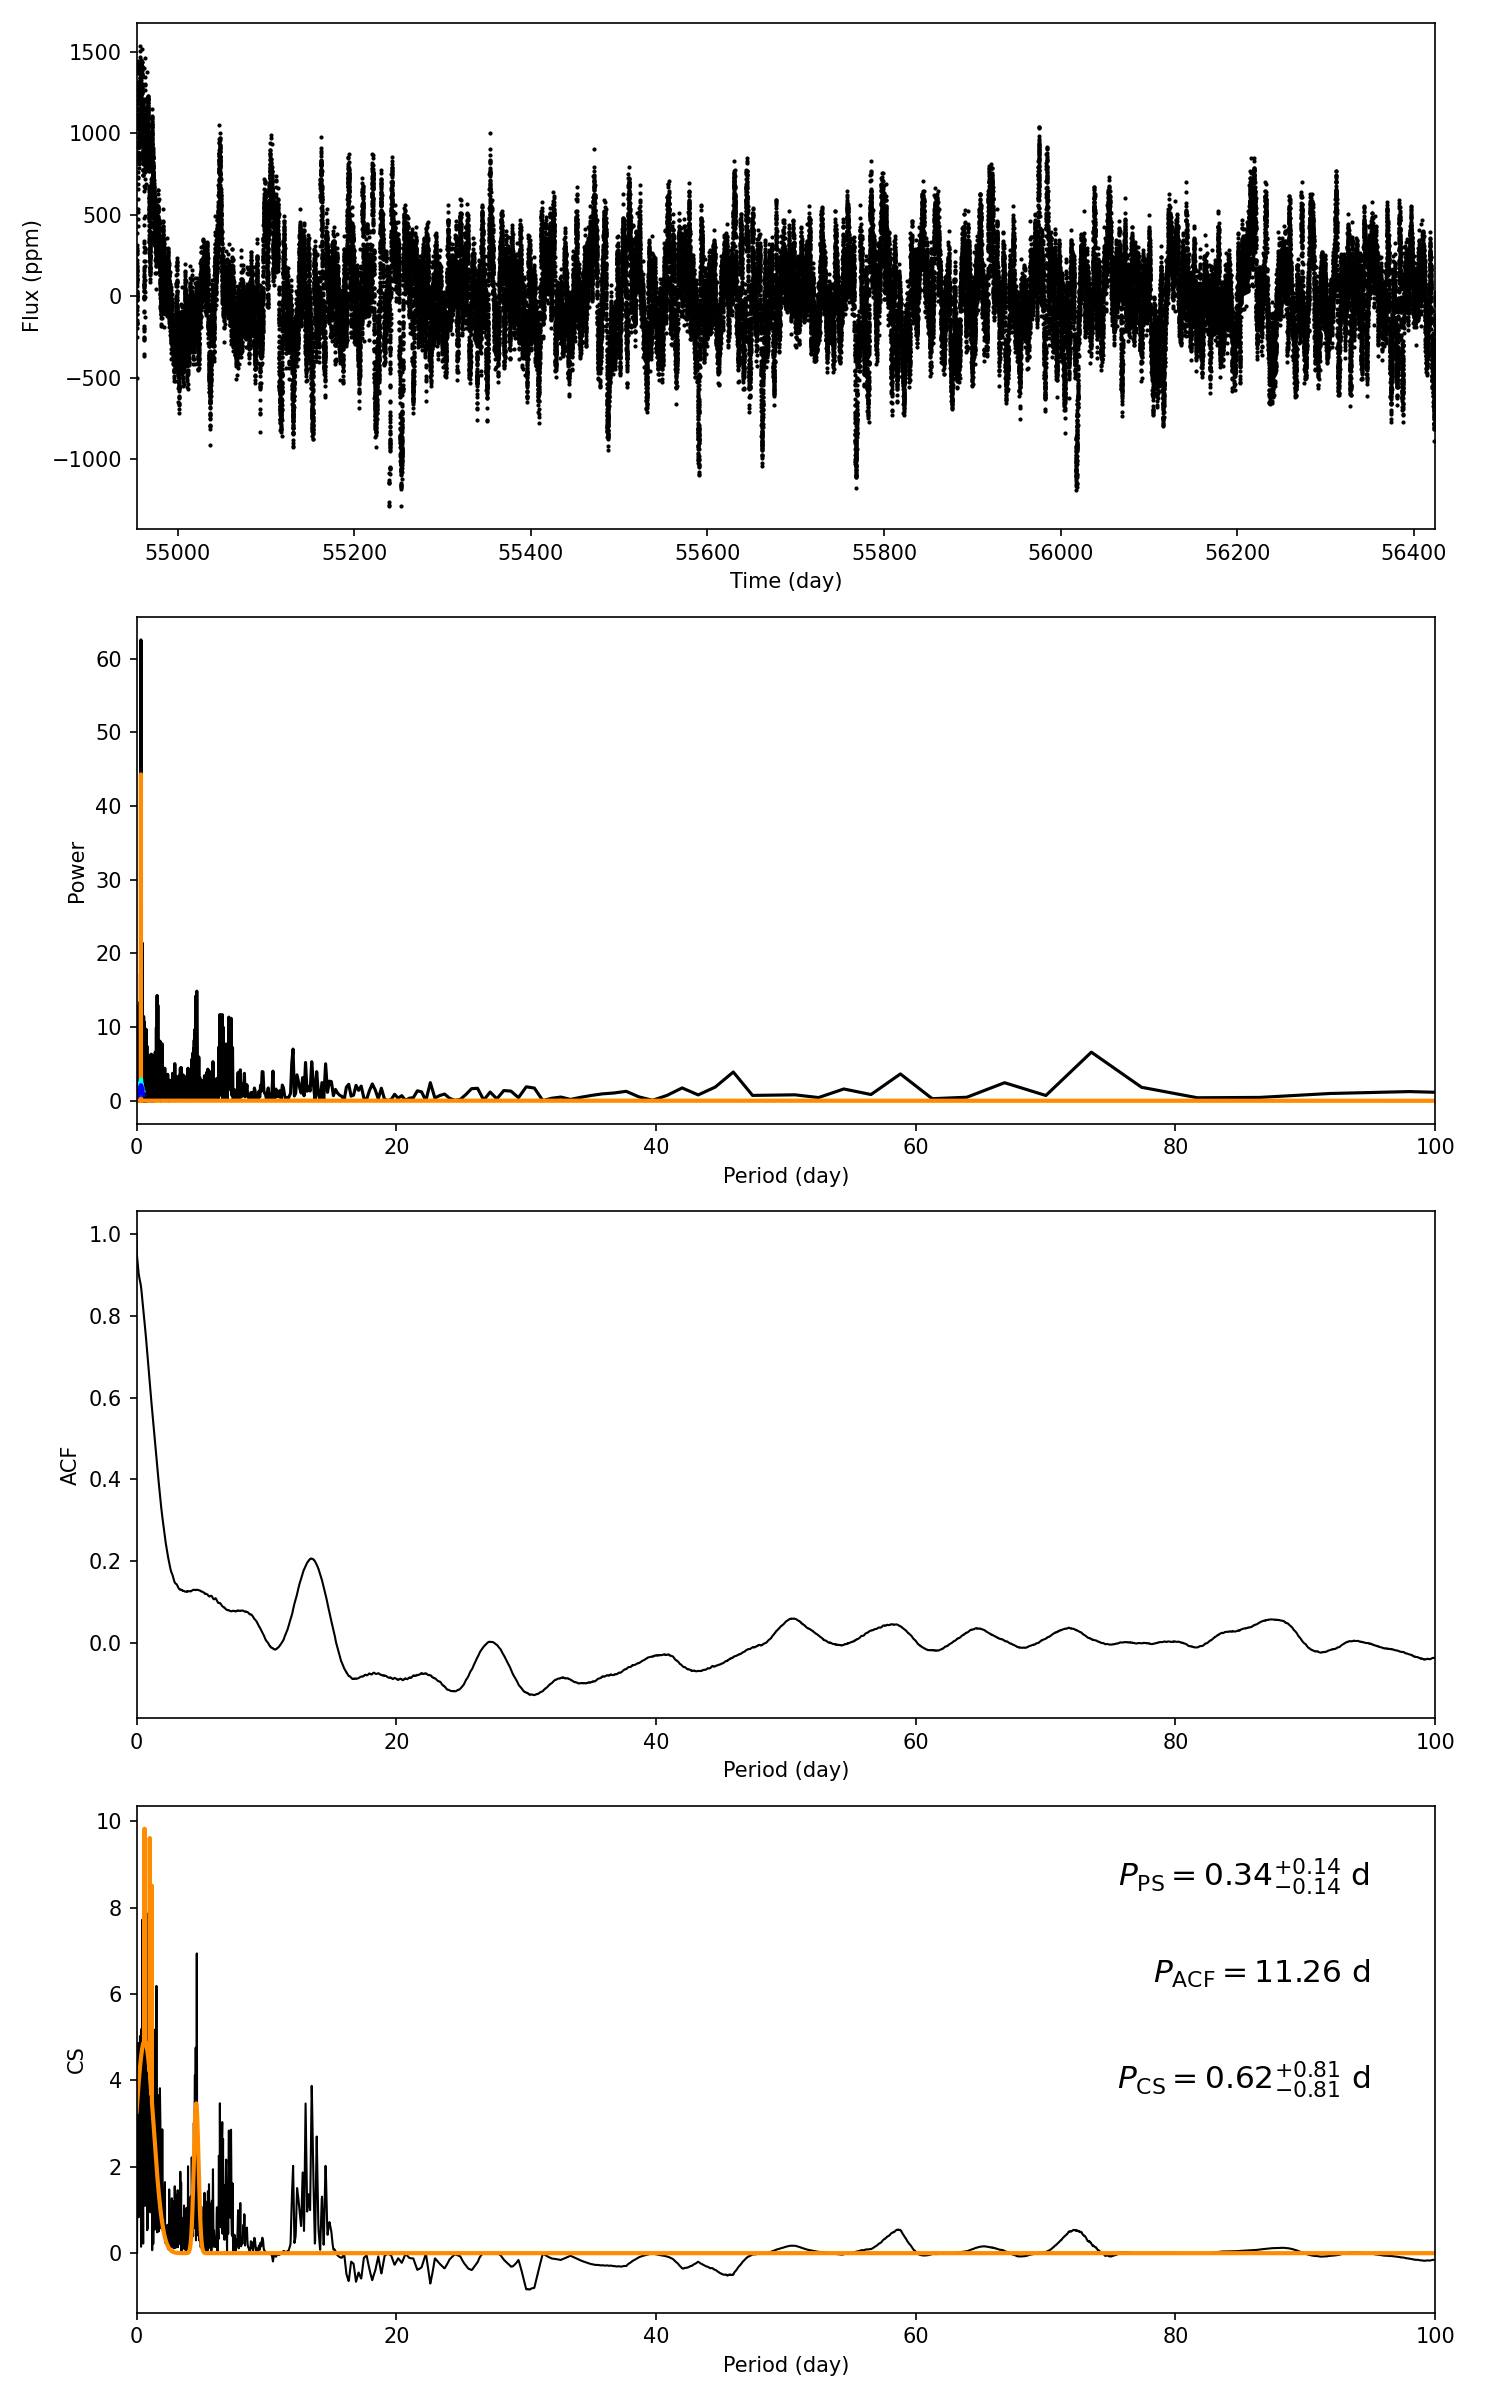 1500
1000
500
0
−500
−1000
Flux (ppm)
55000 55200 55400 55600 55800 56000 56200 56400
Time (day)
60
50
40
30
20
10
0
Power
0 20 40 60 80 100
Period (day)
1.0
0.8
0.6
0.4
0.2
0.0
ACF
0 20 40 60 80 100
Period (day)
10
8
6
4
2
0
CS
P_PS = 0.34 +0.14 −0.14 d
P_ACF = 11.26 d
P_CS = 0.62 +0.81 −0.81 d
0 20 40 60 80 100
Period (day)